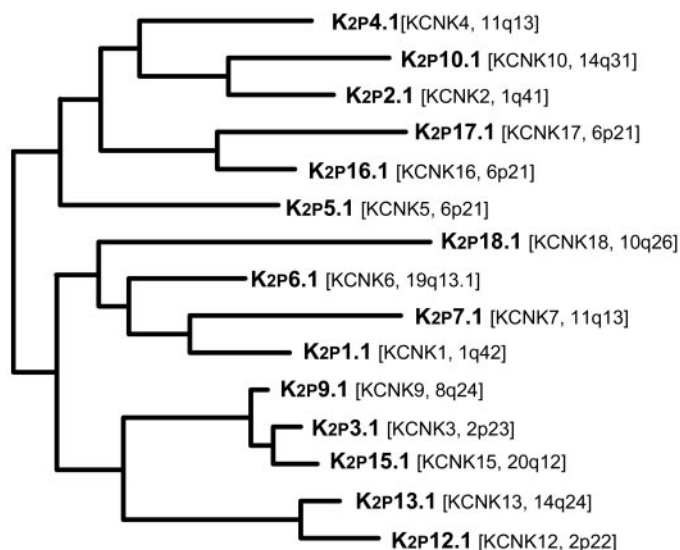 K2P4.1[KCNK4, 11q13]
K2P10.1 [KCNK10, 14q31]
K2P2.1 [KCNK2, 1q41]
K2P17.1 [KCNK17, 6p21]
K2P16.1 [KCNK16, 6p21]
K2P5.1 [KCNK5, 6p21]
K2P18.1 [KCNK18, 10q26]
K2P6.1 [KCNK6, 19q13.1]
K2P7.1 [KCNK7, 11q13]
K2P1.1 [KCNK1, 1q42]
K2P9.1 [KCNK9, 8q24]
K2P3.1 [KCNK3, 2p23]
K2P15.1 [KCNK15, 20q12]
K2P13.1 [KCNK13, 14q24]
K2P12.1 [KCNK12, 2p22]